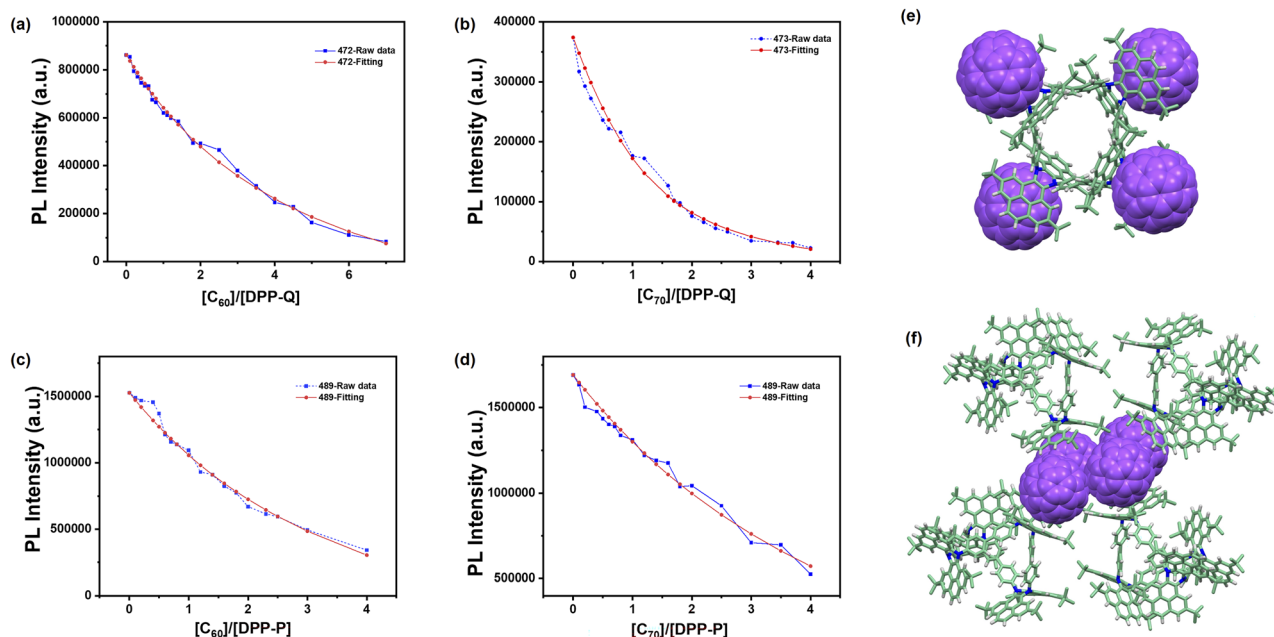 (a)
1000000
800000
600000
400000
200000
0
PL Intensity (a.u.)
472-Raw data
472-Fitting
0 2 4 6
[C₆₀]/[DPP-Q]
(b)
400000
300000
200000
100000
0
PL Intensity (a.u.)
473-Raw data
473-Fitting
0 1 2 3 4
[C₇₀]/[DPP-Q]
(e)
(c)
1500000
1000000
500000
0
PL Intensity (a.u.)
489-Raw data
489-Fitting
0 1 2 3 4
[C₆₀]/[DPP-P]
(d)
1500000
1000000
500000
PL Intensity (a.u.)
489-Raw data
489-Fitting
0 1 2 3 4
[C₇₀]/[DPP-P]
(f)